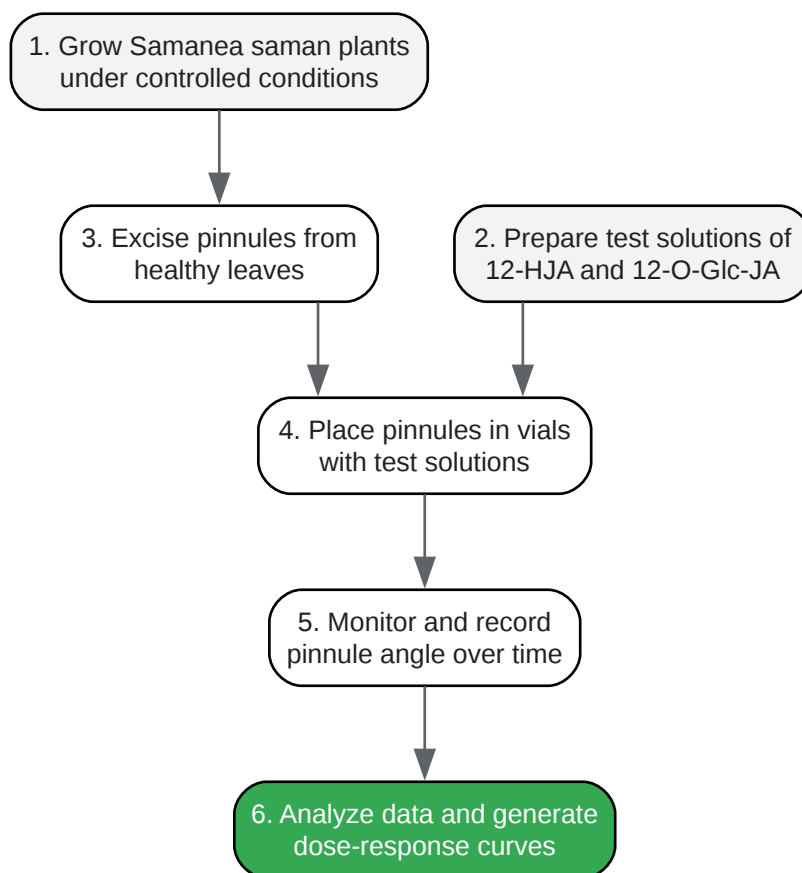 1. Grow Samanea saman plants
under controlled conditions
3. Excise pinnules from
healthy leaves
2. Prepare test solutions of
12-HJA and 12-O-Glc-JA
4. Place pinnules in vials
with test solutions
5. Monitor and record
pinnule angle over time
6. Analyze data and generate
dose-response curves